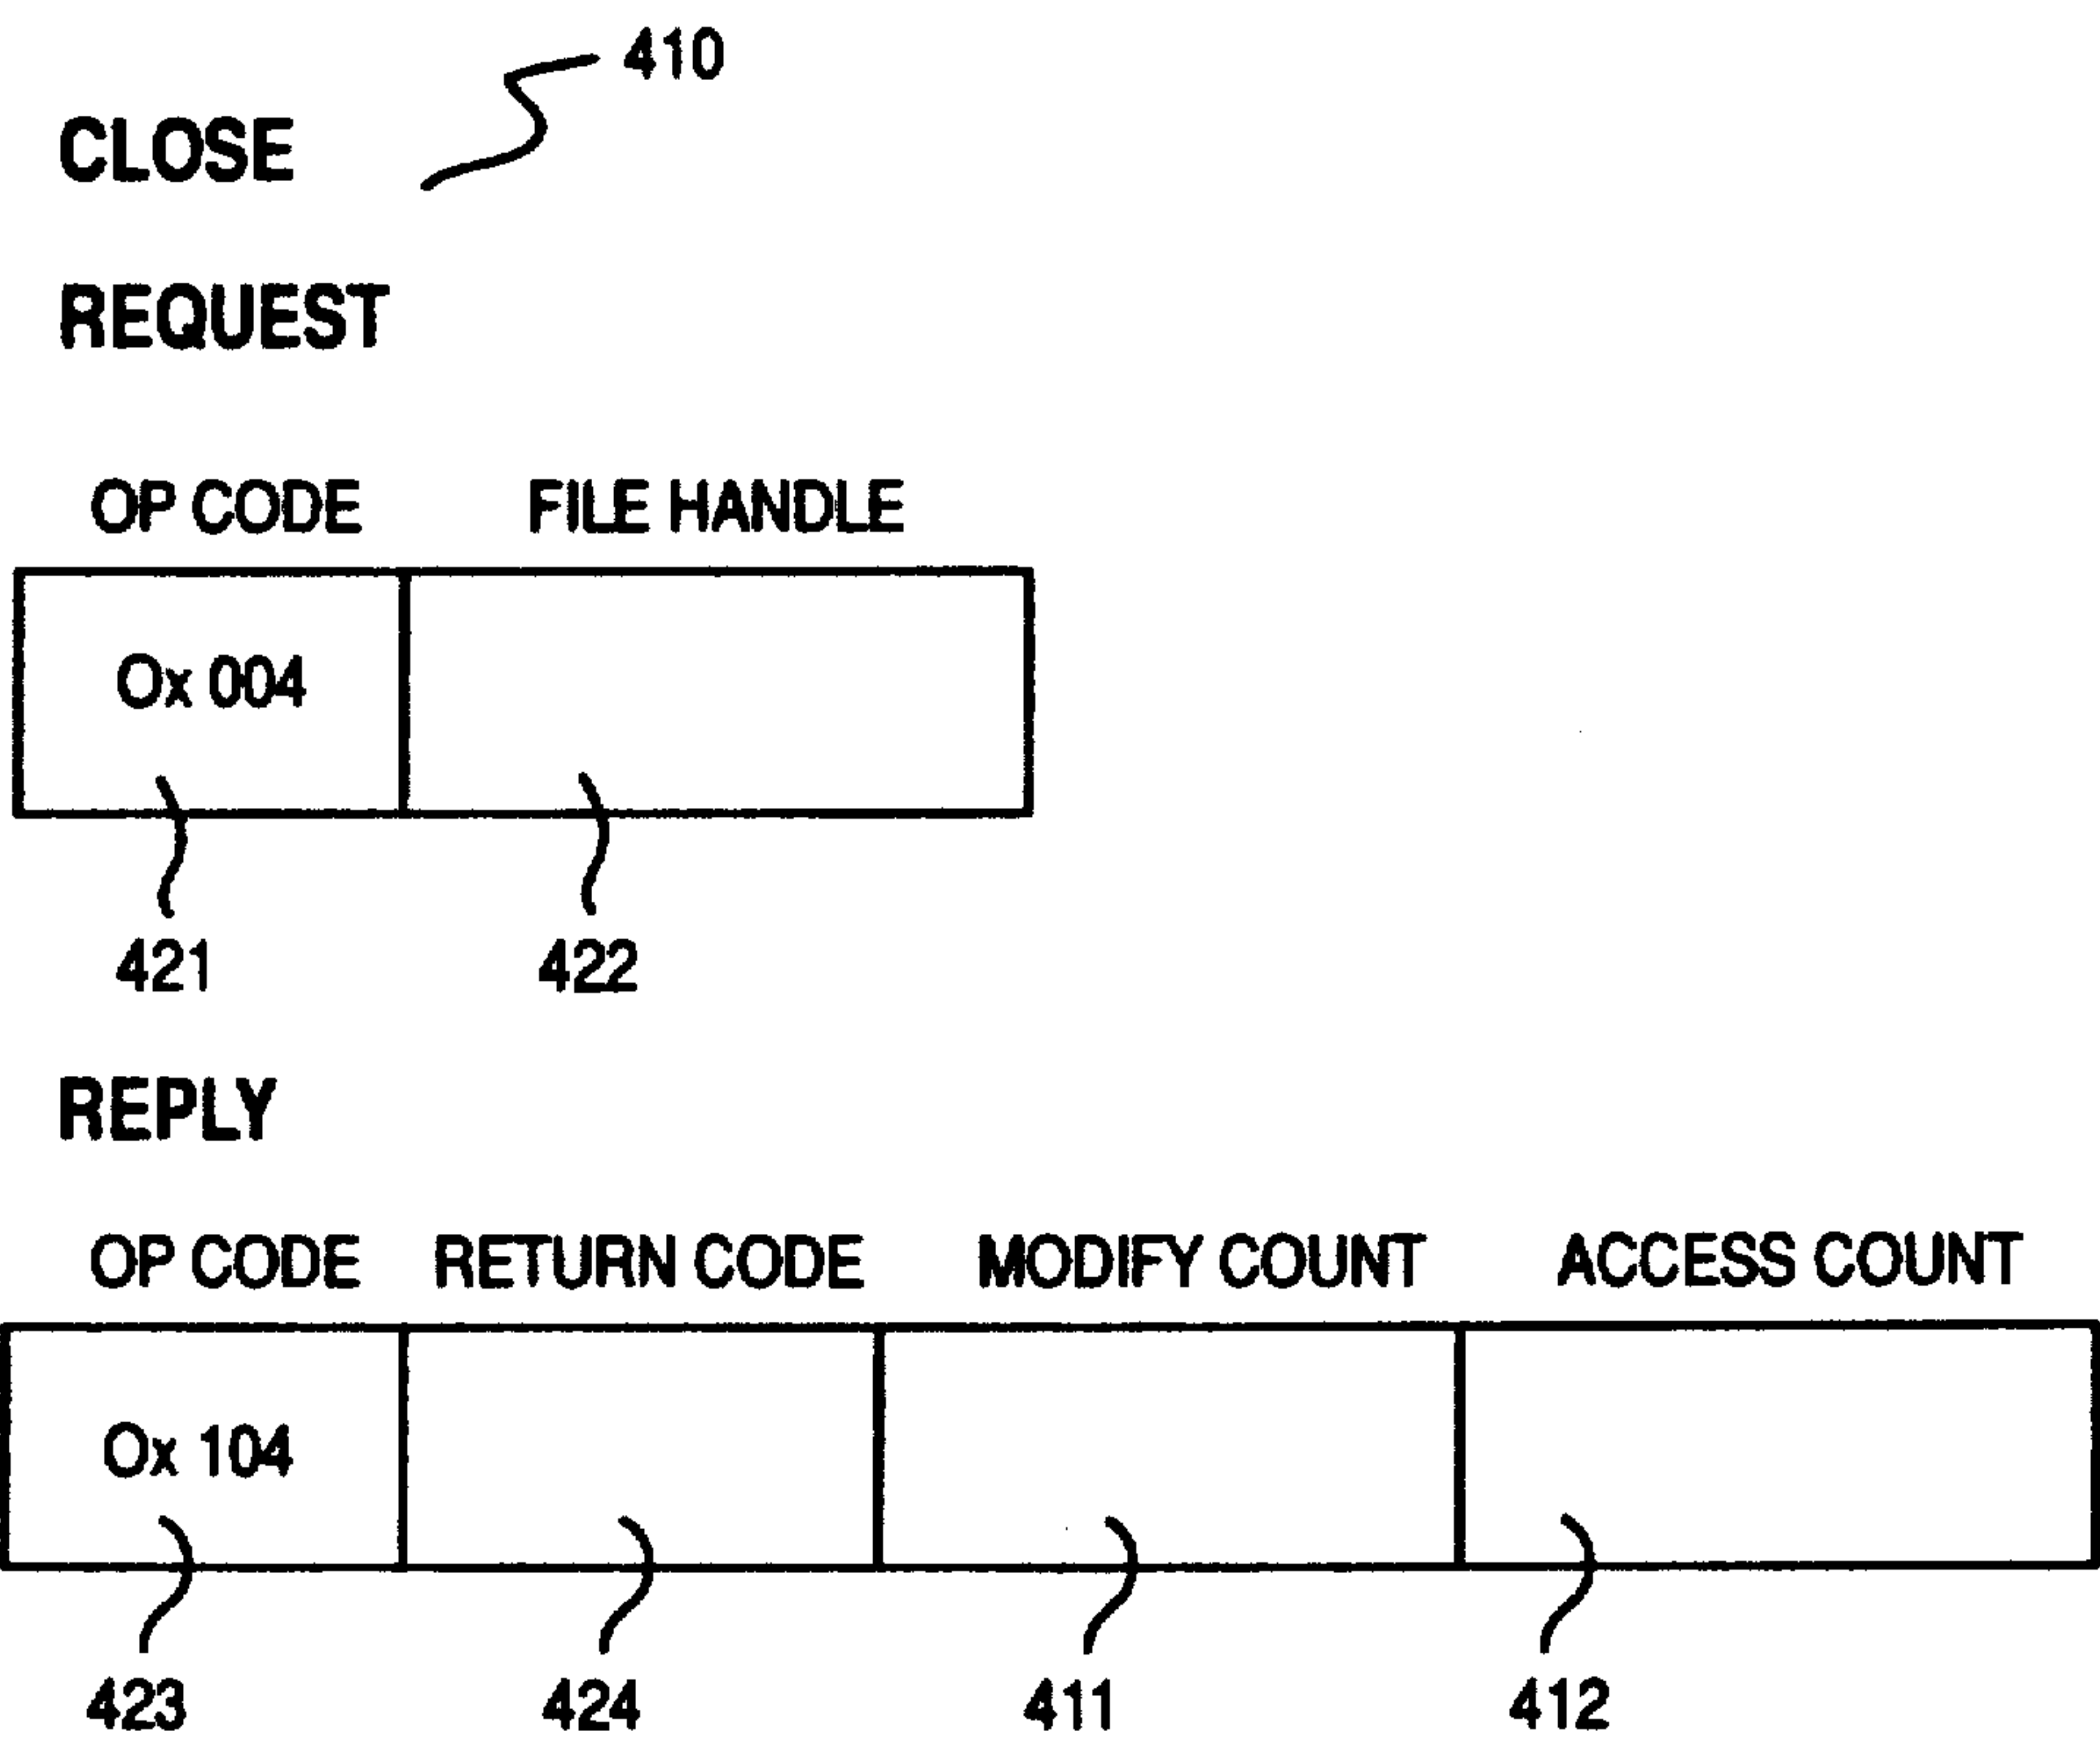 410
CLOSE
REQUEST
OP CODE FILE HANDLE
Ox 004
421 422
REPLY
OP CODE RETURN CODE MODIFY COUNT ACCESS COUNT
Ox 104
423 424 411 412